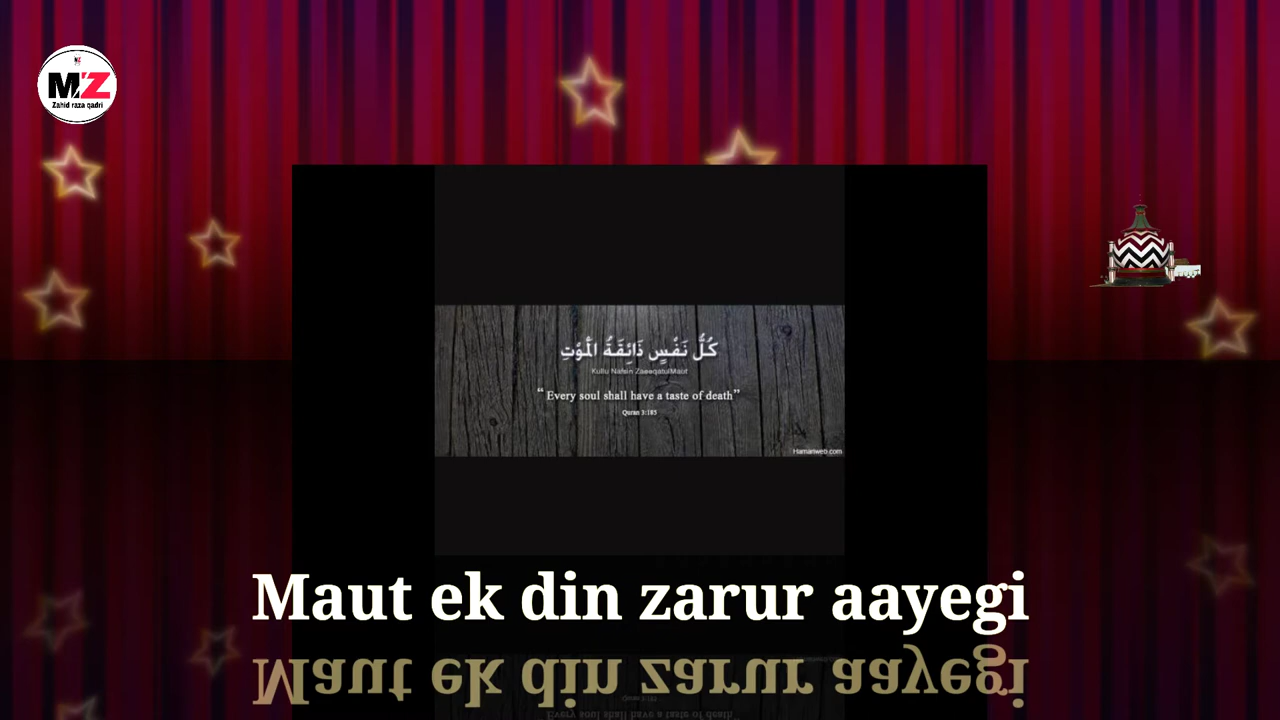 MZ
Zahid raza qadri
كُلُّ نَفْسٍ ذَائِقَةُ الْمَوْتِ
Kullu Nafsin ZaeeqatulMaut
“Every soul shall have a taste of death”
Quran 3:185
Hamariweb.com
Maut ek din zarur aayegi